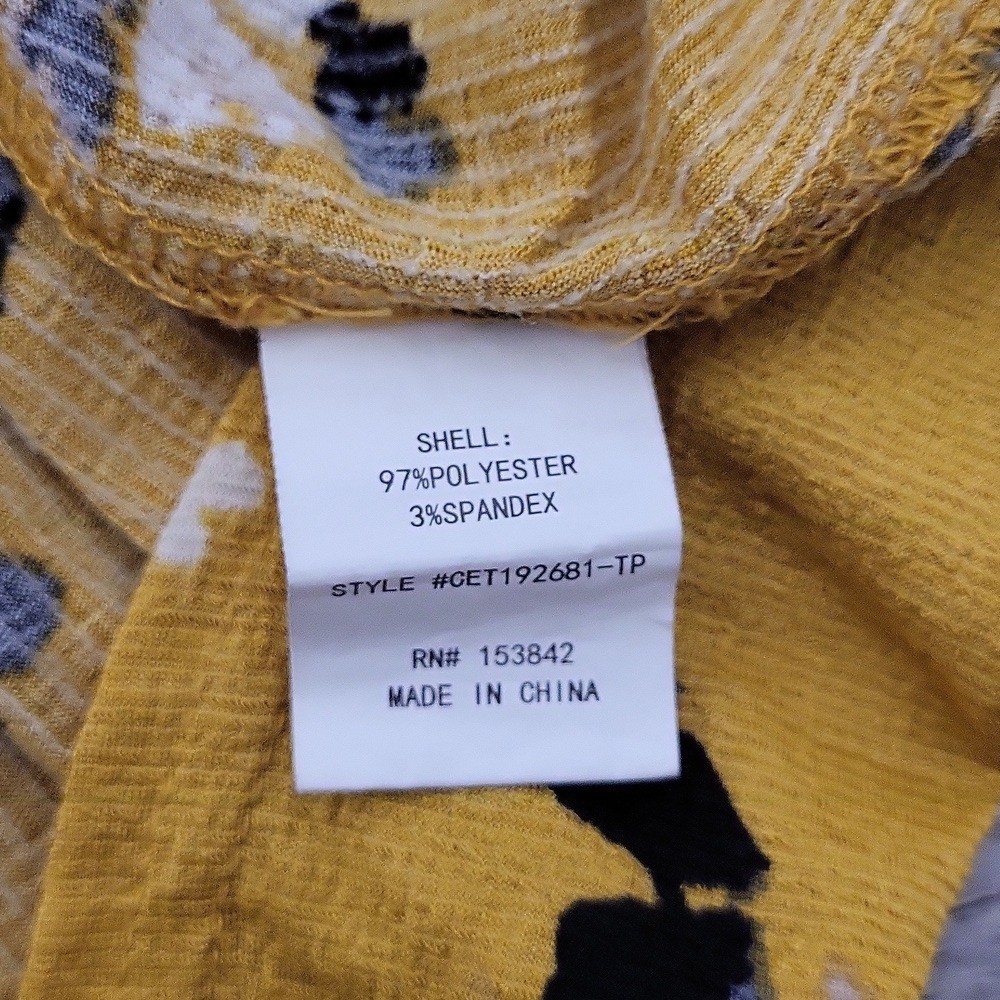 SHELL:
97%POLYESTER
3%SPANDEX
STYLE #CET192681-TP
RN# 153842
MADE IN CHINA